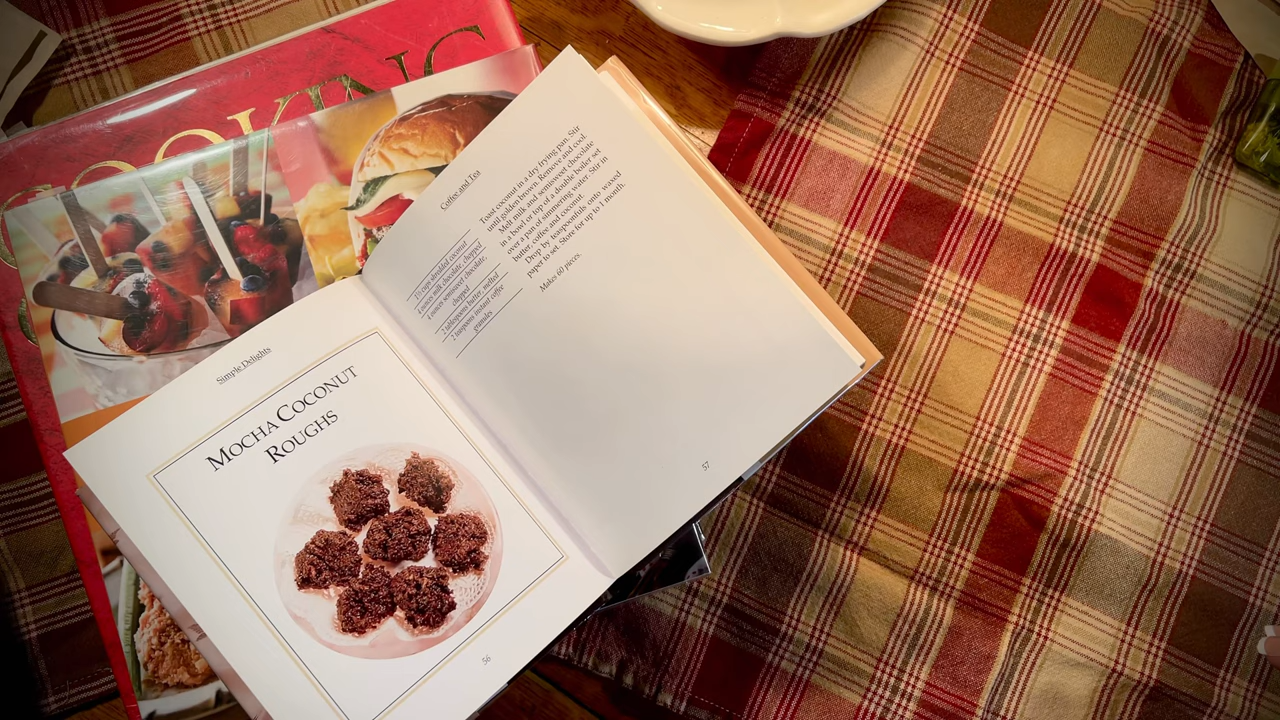 COOKING
Simple Delights
MOCHA COCONUT
ROUGHS
56
Coffee and Tea
1⅓ cups shredded coconut
4 ounces milk chocolate, chopped
4 ounces semisweet chocolate,
chopped
2 tablespoons butter, melted
2 teaspoons instant coffee
granules
Toast coconut in a dry frying pan. Stir
until golden brown. Remove and cool.
Melt milk and semisweet chocolate
in a bowl or top of a double boiler set
over a pan of simmering water. Stir in
butter, coffee and coconut.
Drop by teaspoonfuls onto waxed
paper to set. Store for up to 1 month.
Makes 60 pieces.
57